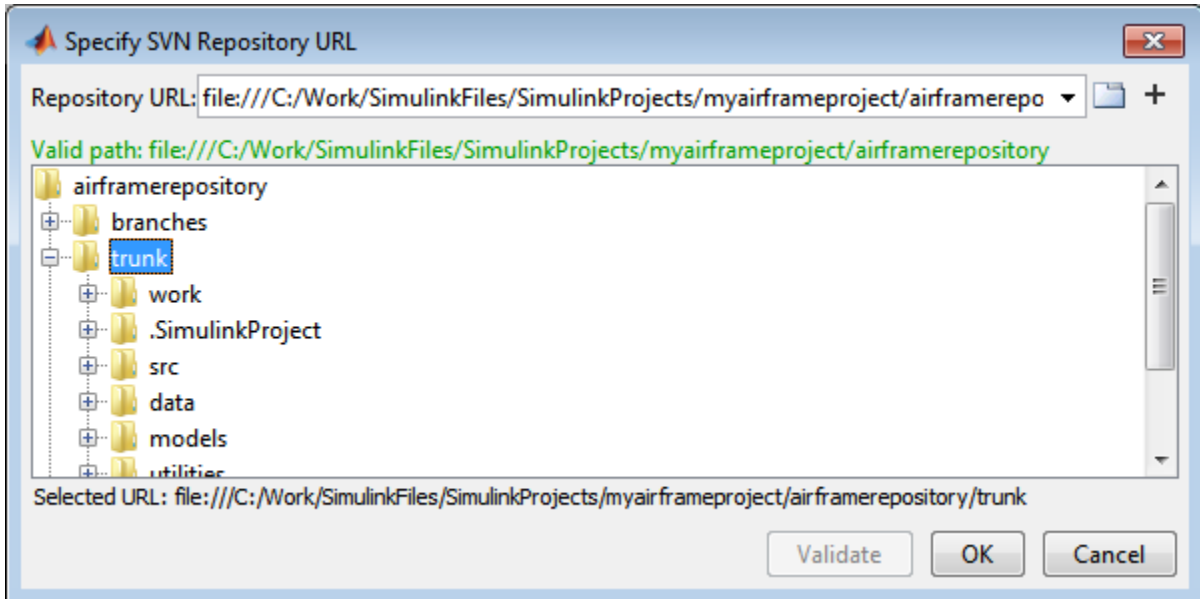 Specify SVN Repository URL
Repository URL: file:///C:/Work/SimulinkFiles/SimulinkProjects/myairframeproject/airframerepo
Valid path: file:///C:/Work/SimulinkFiles/SimulinkProjects/myairframeproject/airframerepository
airframerepository
branches
trunk
work
.SimulinkProject
src
data
models
utilities
Selected URL: file:///C:/Work/SimulinkFiles/SimulinkProjects/myairframeproject/airframerepository/trunk
Validate OK Cancel